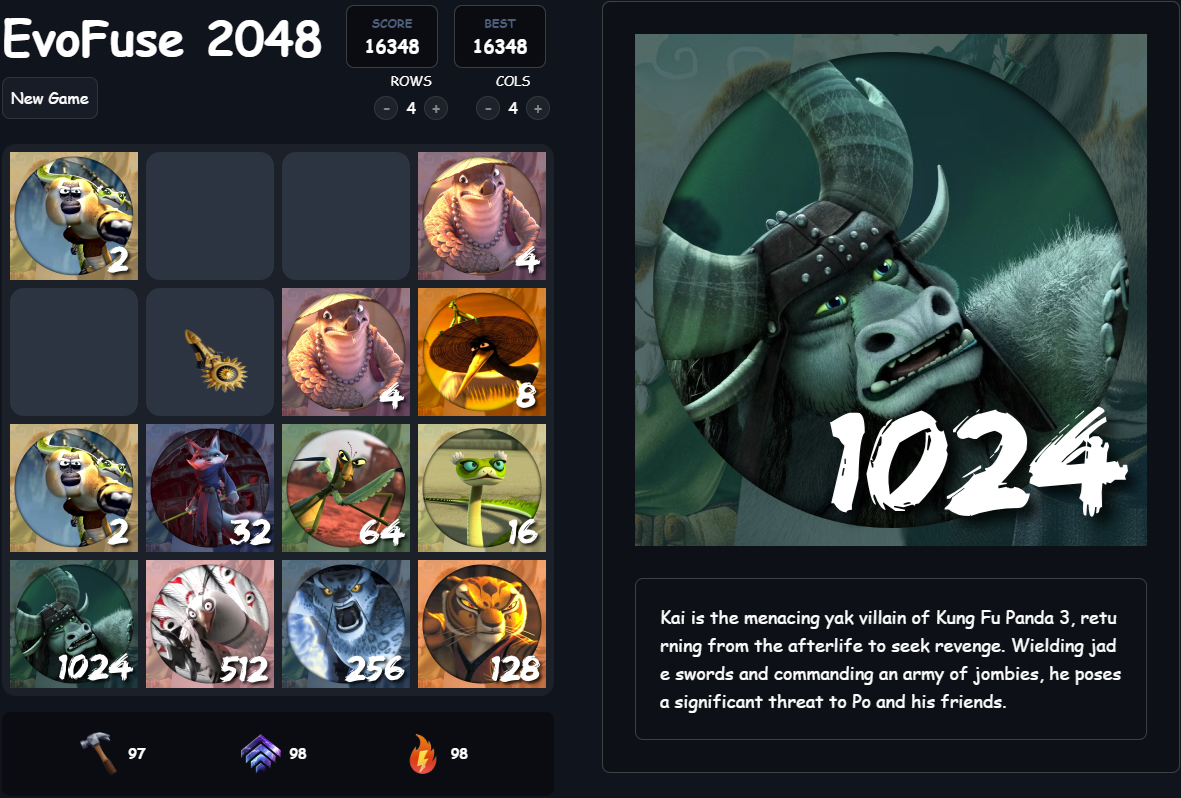 EvoFuse 2048
SCORE
16348
BEST
16348
New Game
ROWS
- 4 +
COLS
- 4 +
2
4
4
8
2
32
64
16
1024
512
256
128
97
98
98
1024
Kai is the menacing yak villain of Kung Fu Panda 3, retu
rning from the afterlife to seek revenge. Wielding jad
e swords and commanding an army of jombies, he poses
a significant threat to Po and his friends.